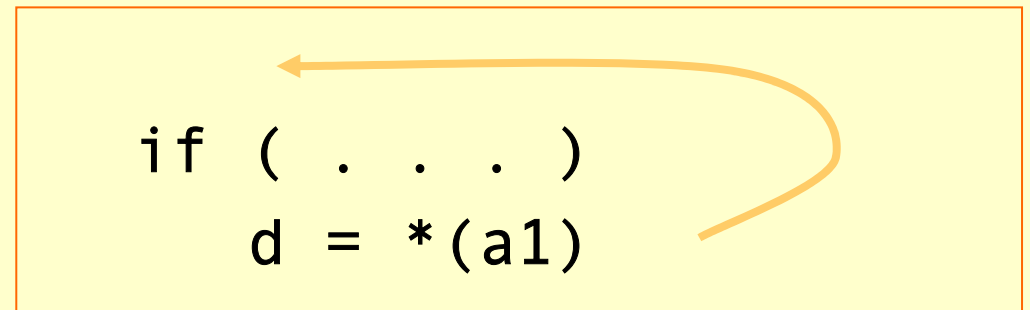 if ( . . . )
d = *(a1)